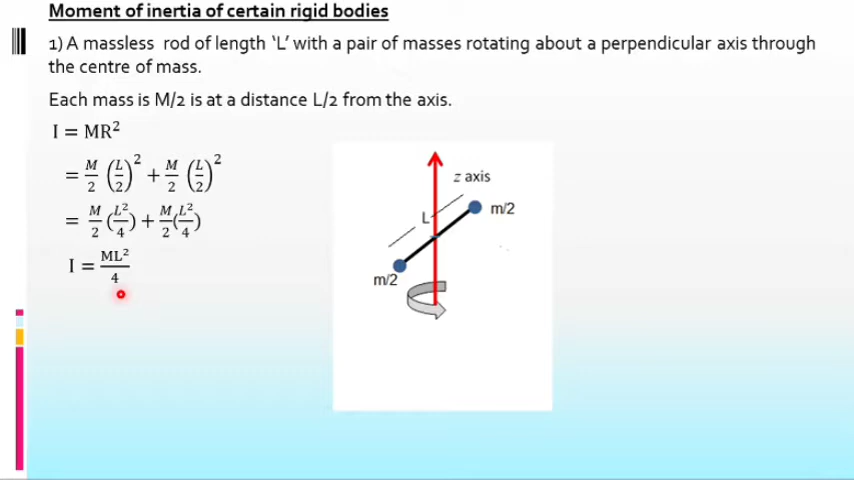 Moment of inertia of certain rigid bodies
1) A massless rod of length ‘L’ with a pair of masses rotating about a perpendicular axis through
the centre of mass.
Each mass is M/2 is at a distance L/2 from the axis.
I = MR²
= M/2 (L/2)² + M/2 (L/2)²
= M/2 (L²/4) + M/2(L²/4)
I = ML²/4
z axis
L
m/2
m/2